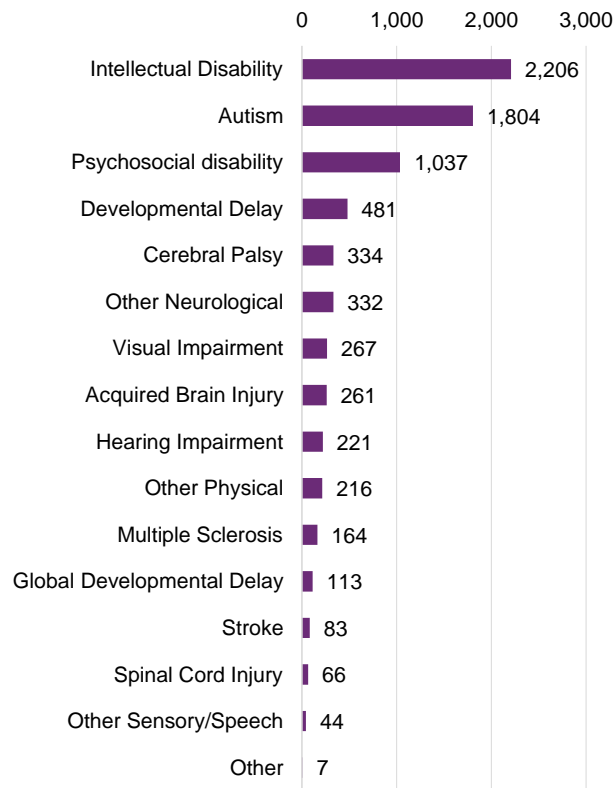 0 1,000 2,000 3,000
Intellectual Disability 2,206
Autism 1,804
Psychosocial disability 1,037
Developmental Delay 481
Cerebral Palsy 334
Other Neurological 332
Visual Impairment 267
Acquired Brain Injury 261
Hearing Impairment 221
Other Physical 216
Multiple Sclerosis 164
Global Developmental Delay 113
Stroke 83
Spinal Cord Injury 66
Other Sensory/Speech 44
Other 7